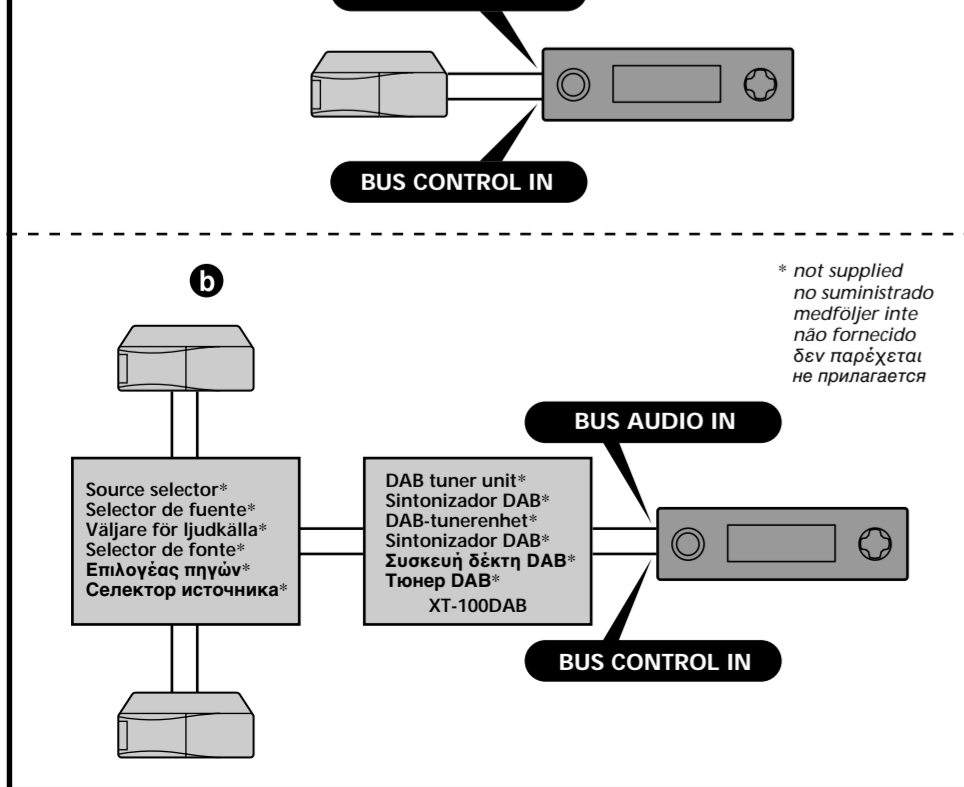 BUS CONTROL IN
b
* not supplied
no suministrado
medföljer inte
não fornecido
δεν παρέχεται
не прилагается
BUS AUDIO IN
Source selector*
Selector de fuente*
Väljare för ljudkälla*
Selector de fonte*
Επιλογέας πηγών*
Селектор источника*
DAB tuner unit*
Sintonizador DAB*
DAB-tunerenhet*
Sintonizador DAB*
Συσκευή δέκτη DAB*
Тюнер DAB*
XT-100DAB
BUS CONTROL IN